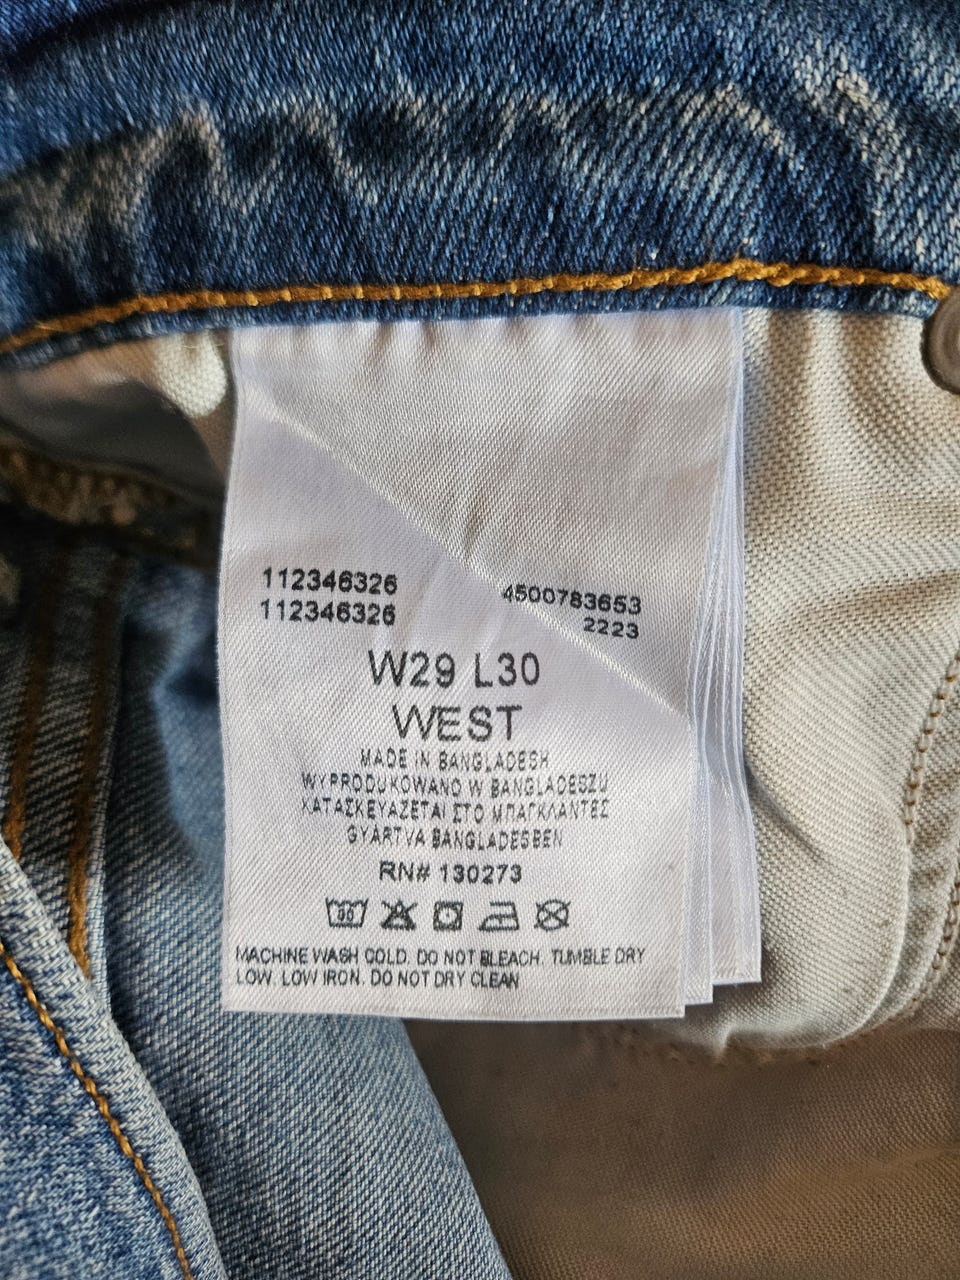 112346326 4500783653
112346326 2223
W29 L30
WEST
MADE IN BANGLADESH
WYPRODUKOWANO W BANGLADESZU
ΚΑΤΑΣΚΕΥΑΖΕΤΑΙ ΣΤΟ ΜΠΑΓΚΛΑΝΤΕΣ
GYÁRTVA BANGLADESBEN
RN# 130273
30
MACHINE WASH COLD. DO NOT BLEACH. TUMBLE DRY
LOW. LOW IRON. DO NOT DRY CLEAN